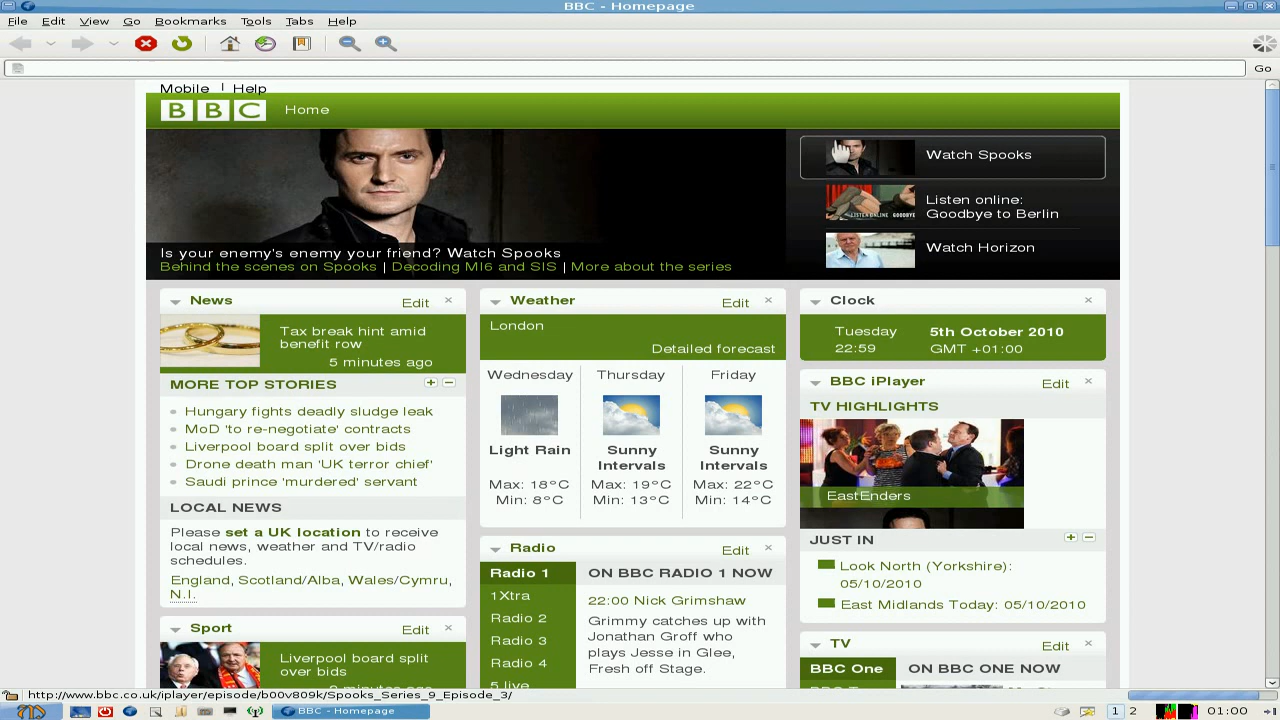 BBC - Homepage
File Edit View Go Bookmarks Tools Tabs Help
Go
Mobile | Help
BBC Home
Watch Spooks
Listen online:
Goodbye to Berlin
LISTEN ONLINE GOODBYE
Watch Horizon
Is your enemy's enemy your friend? Watch Spooks
Behind the scenes on Spooks | Decoding MI6 and SIS | More about the series
News Edit
Tax break hint amid
benefit row
5 minutes ago
MORE TOP STORIES
Hungary fights deadly sludge leak
MoD 'to re-negotiate' contracts
Liverpool board split over bids
Drone death man 'UK terror chief'
Saudi prince 'murdered' servant
LOCAL NEWS
Please set a UK location to receive
local news, weather and TV/radio
schedules.
England, Scotland/Alba, Wales/Cymru,
N.I.
Sport Edit
Liverpool board split
over bids
9 minutes ago
Weather Edit
London
Detailed forecast
Wednesday Thursday Friday
Light Rain Sunny Intervals Sunny Intervals
Max: 18°C Max: 19°C Max: 22°C
Min: 8°C Min: 13°C Min: 14°C
Radio Edit
Radio 1
1Xtra
Radio 2
Radio 3
Radio 4
5 live
ON BBC RADIO 1 NOW
22:00 Nick Grimshaw
Grimmy catches up with
Jonathan Groff who
plays Jesse in Glee,
Fresh off Stage.
Clock
Tuesday 5th October 2010
22:59 GMT +01:00
BBC iPlayer Edit
TV HIGHLIGHTS
EastEnders
JUST IN
Look North (Yorkshire):
05/10/2010
East Midlands Today: 05/10/2010
TV Edit
BBC One ON BBC ONE NOW
http://www.bbc.co.uk/iplayer/episode/b00v809k/Spooks_Series_9_Episode_3/
BBC - Homepage
1 2
01:00